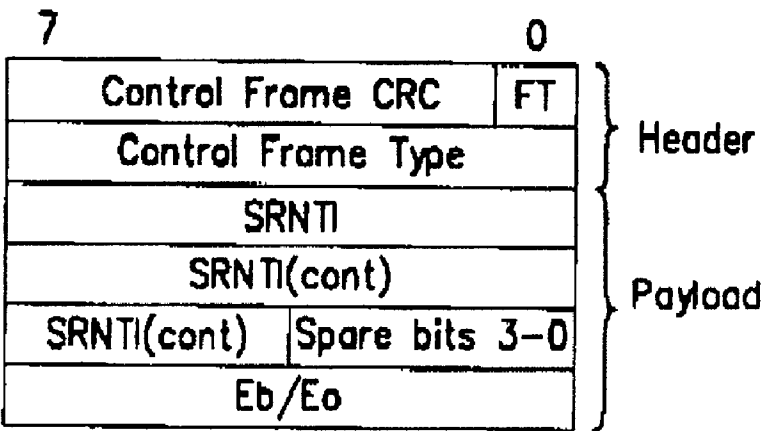 7 0
Control Frame CRC FT
Header
Control Frame Type
SRNTI
SRNTI(cont)
Payload
SRNTI(cont) Spare bits 3-0
Eb/Eo